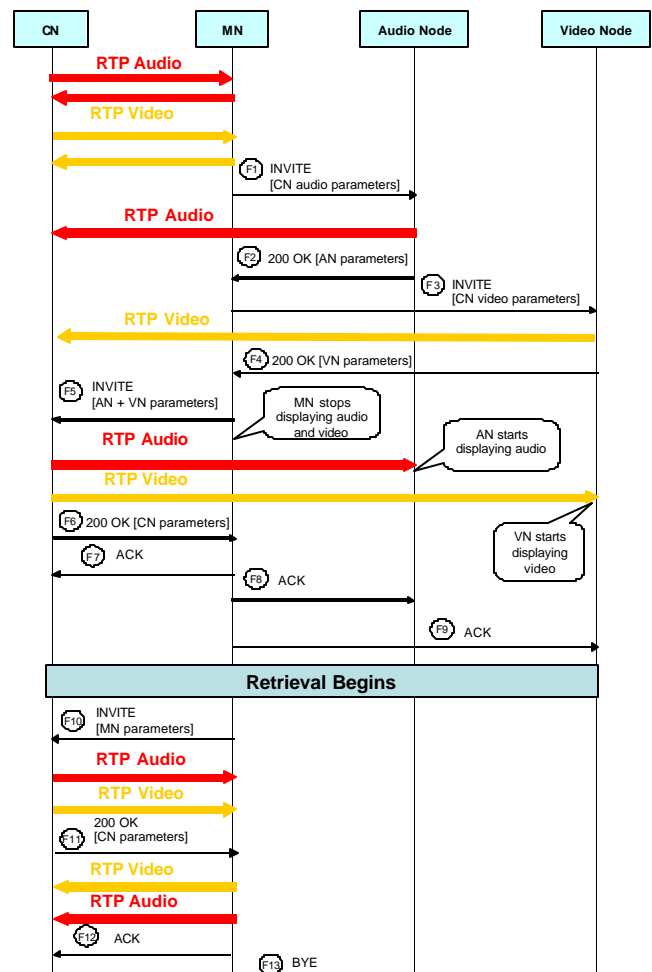 CN
MN
Audio Node
Video Node
RTP Audio
RTP Video
F1 INVITE
[CN audio parameters]
RTP Audio
F2 200 OK [AN parameters]
F3 INVITE
[CN video parameters]
RTP Video
F4 200 OK [VN parameters]
F5 INVITE
[AN + VN parameters]
MN stops
displaying audio
and video
RTP Audio
AN starts
displaying audio
RTP Video
F6 200 OK [CN parameters]
VN starts
displaying
video
F7 ACK
F8 ACK
F9 ACK
Retrieval Begins
F10 INVITE
[MN parameters]
RTP Audio
RTP Video
200 OK
F11 [CN parameters]
RTP Video
RTP Audio
F12 ACK
F13 BYE